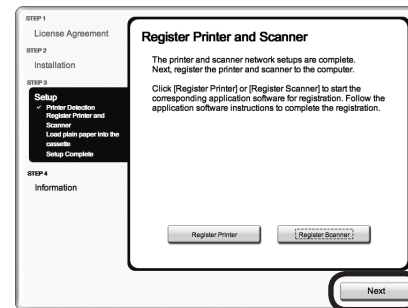 STEP 1
License Agreement
STEP 2
Installation
STEP 3
Setup
✓ Printer Detection
Register Printer and
Scanner
Load plain paper into the
cassette
Setup Complete
STEP 4
Information
Register Printer and Scanner
The printer and scanner network setups are complete.
Next, register the printer and scanner to the computer.
Click [Register Printer] or [Register Scanner] to start the
corresponding application software for registration. Follow the
application software instructions to complete the registration.
Register Printer
Register Scanner
Next